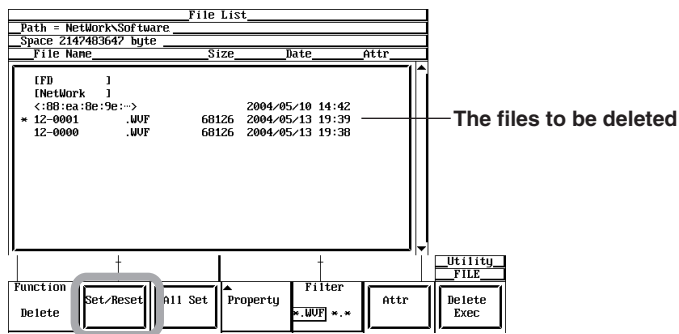 File List
Path = NetWork\Software
Space 2147483647 byte
File Name Size Date Attr
[FD ]
[NetWork ]
<:88:ea:8e:9e:…> 2004/05/10 14:42
* 12-0001 .WVF 68126 2004/05/13 19:39
12-0000 .WVF 68126 2004/05/13 19:38
The files to be deleted
Utility
FILE
Function
Delete
Set/Reset
All Set
Property
Filter
*.WVF *.*
Attr
Delete
Exec